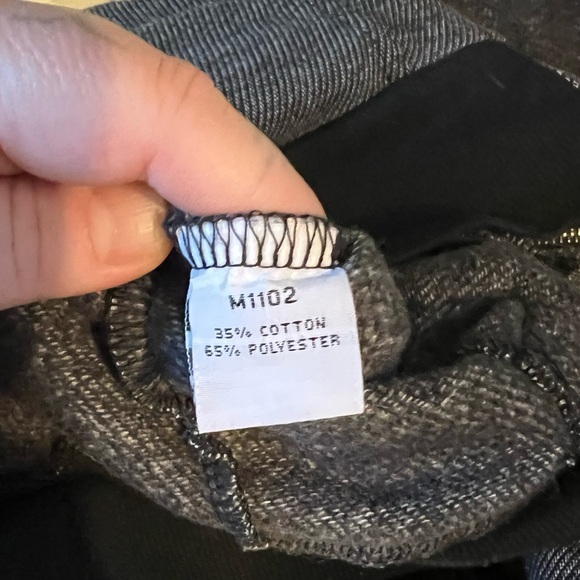 M1102
35% COTTON
65% POLYESTER